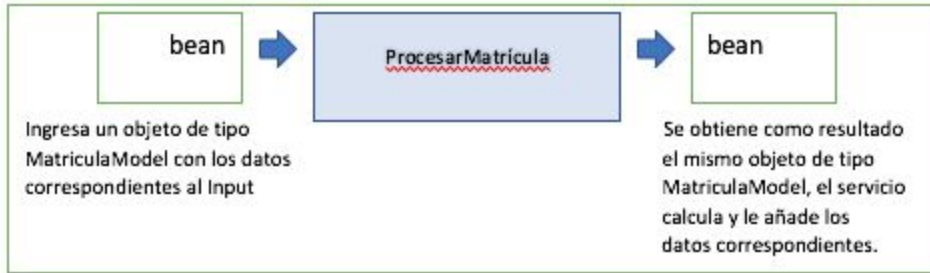 bean
ProcesarMatrícula
bean
Ingresa un objeto de tipo
MatriculaModel con los datos
correspondientes al Input
Se obtiene como resultado
el mismo objeto de tipo
MatriculaModel, el servicio
calcula y le añade los
datos correspondientes.